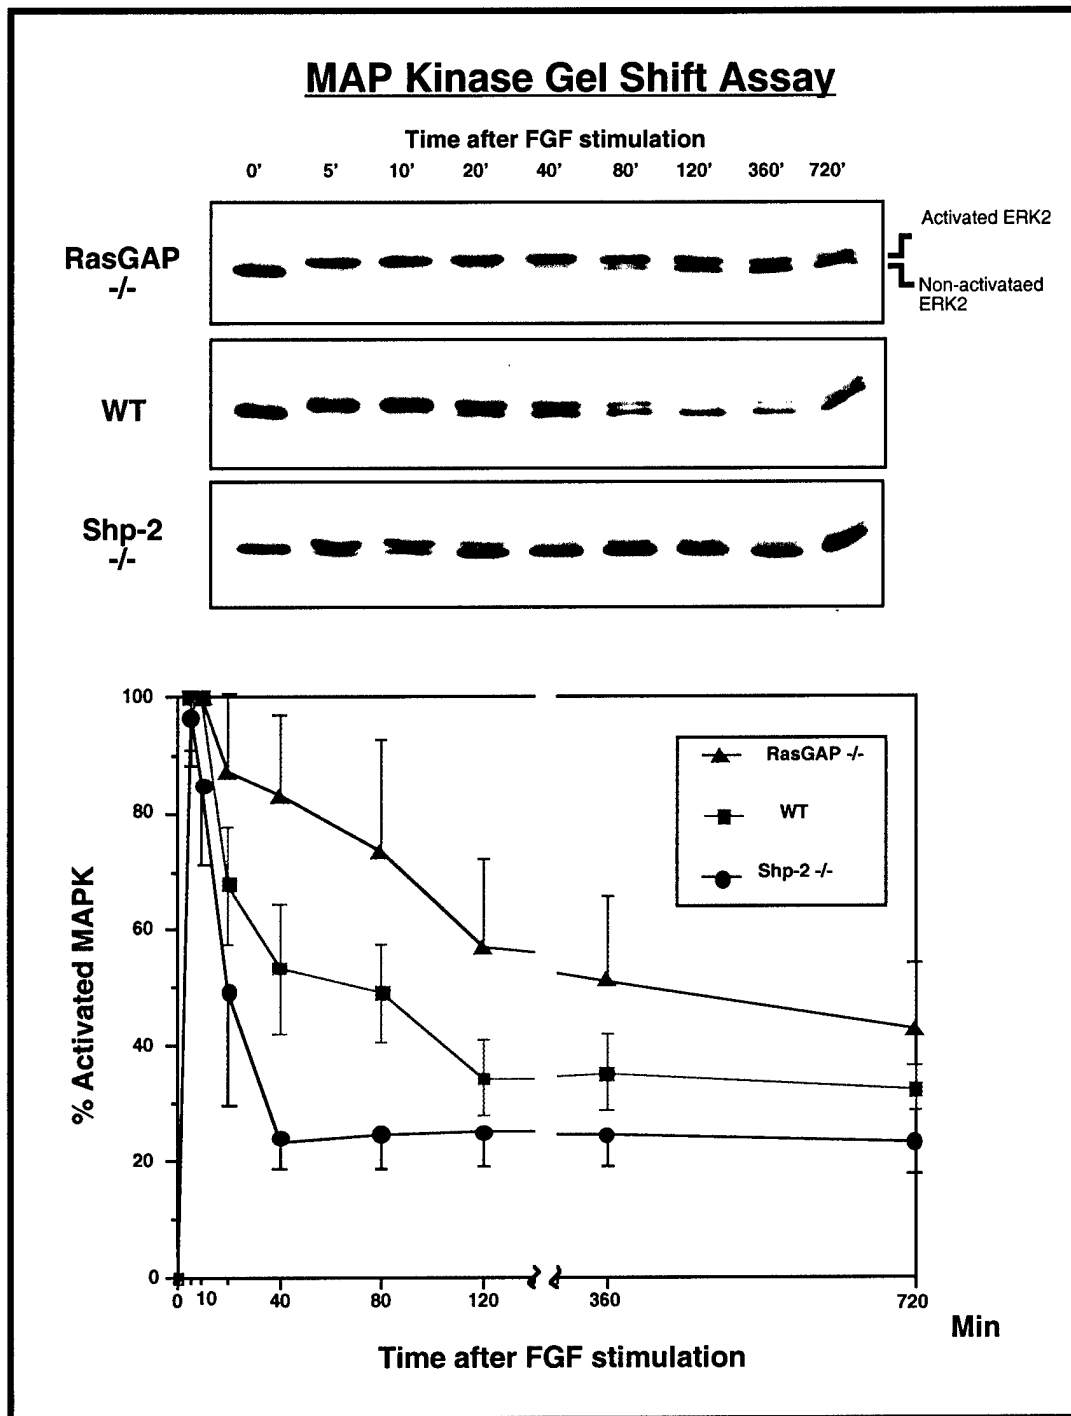 MAP Kinase Gel Shift Assay
Time after FGF stimulation
0' 5' 10' 20' 40' 80' 120' 360' 720'
RasGAP
-/-
Activated ERK2
Non-activataed
ERK2
WT
Shp-2
-/-
100
80
60
40
20
0
% Activated MAPK
RasGAP -/-
WT
Shp-2 -/-
0 10 40 80 120 360 720
Min
Time after FGF stimulation